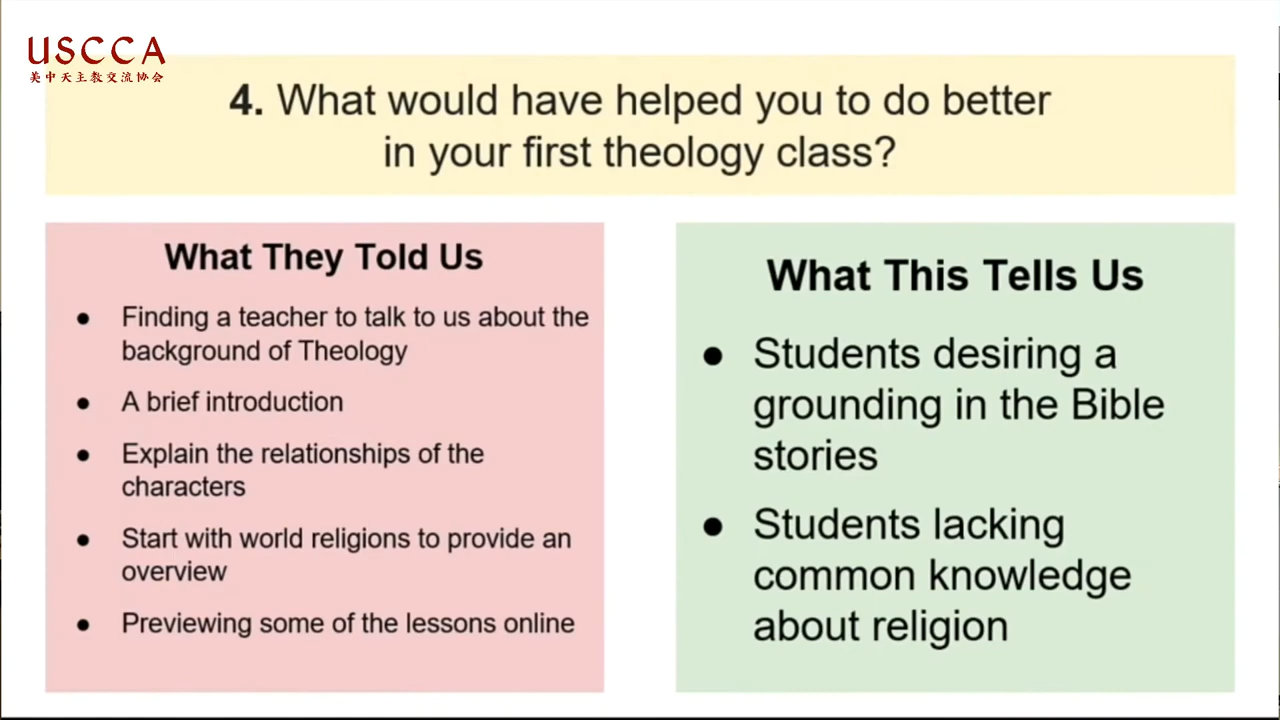 USCCA
美中天主教交流协会
4. What would have helped you to do better
in your first theology class?
What They Told Us
● Finding a teacher to talk to us about the
background of Theology
● A brief introduction
● Explain the relationships of the
characters
● Start with world religions to provide an
overview
● Previewing some of the lessons online
What This Tells Us
● Students desiring a
grounding in the Bible
stories
● Students lacking
common knowledge
about religion